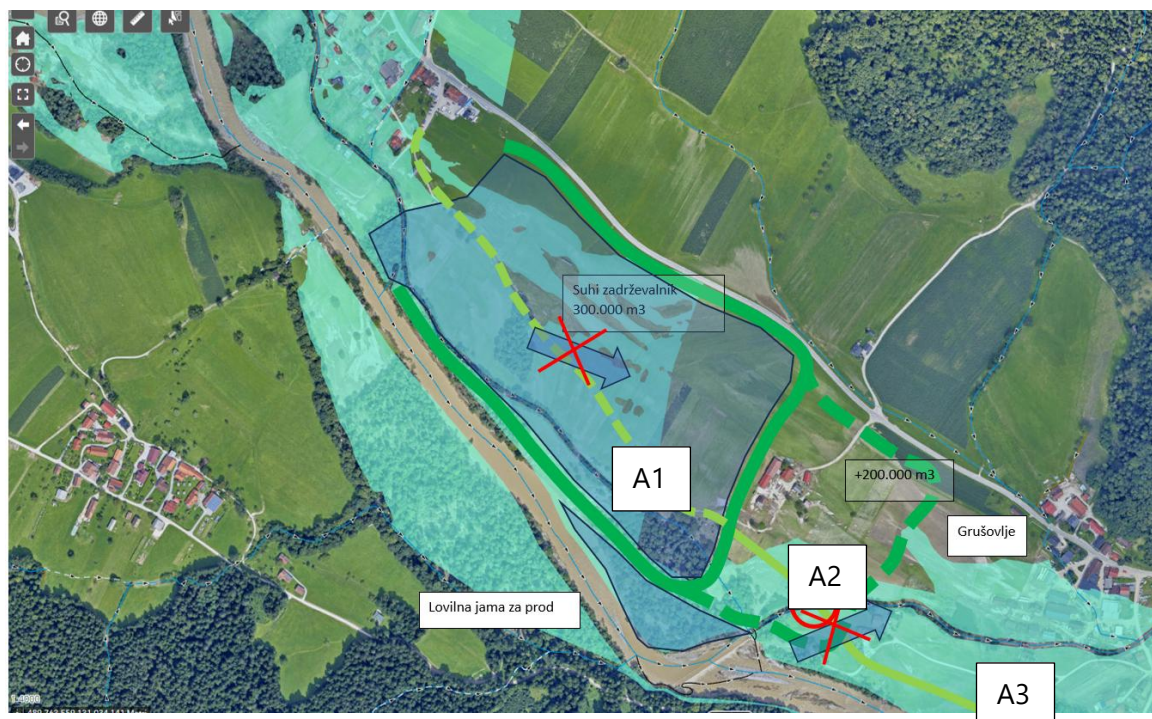 Suhi zadrževalnik
300.000 m3
A1
+200.000 m3
Grušovlje
A2
Lovilna jama za prod
A3